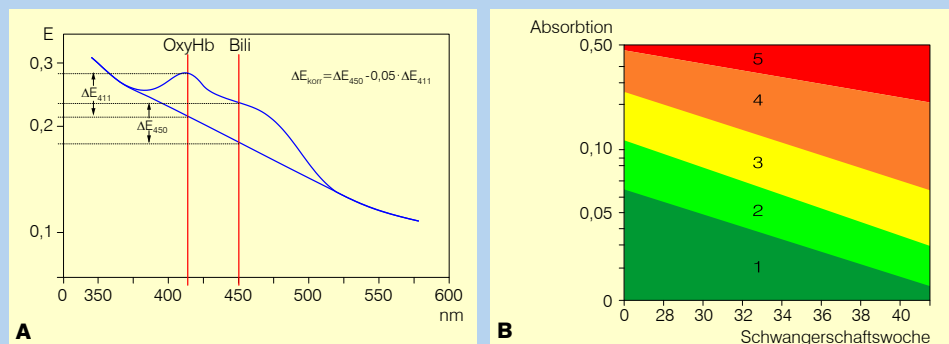 E
OxyHb Bili
0,3
ΔE411
ΔEkorr=ΔE450-0,05·ΔE411
0,2
ΔE450
0,1
0 350 400 450 500 550 600
nm
A
Absorbtion
0,50
5
4
0,10
3
2
0,05
1
0
0 28 30 32 34 36 38 40
Schwangerschaftswoche
B